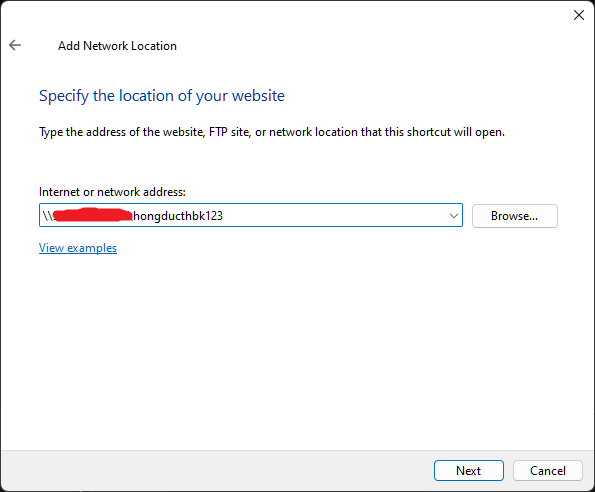 Add Network Location
Specify the location of your website
Type the address of the website, FTP site, or network location that this shortcut will open.
Internet or network address:
\\ \hongducthbk123
Browse...
View examples
Next
Cancel